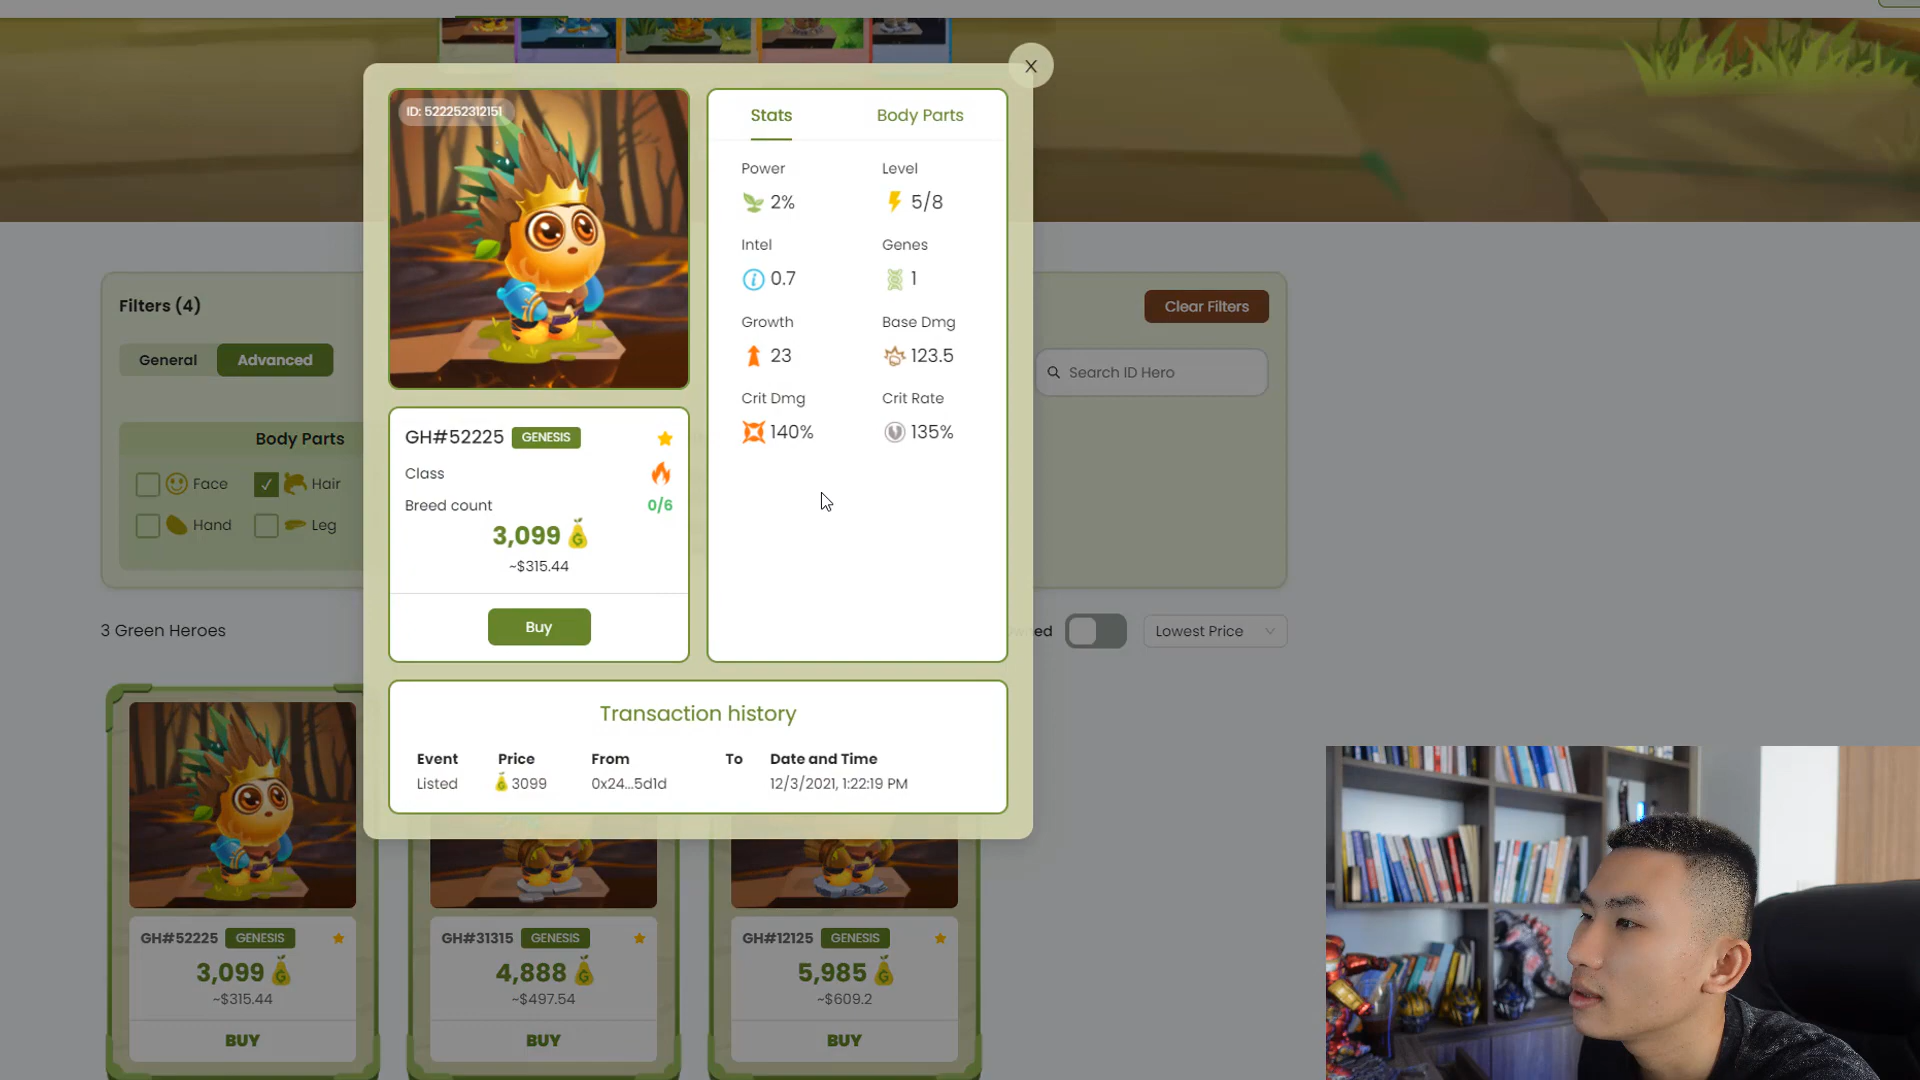 X
ID: 522252312151
Stats
Body Parts
Power
Level
2%
5/8
Intel
Genes
0.7
1
Growth
Base Dmg
23
123.5
Crit Dmg
Crit Rate
140%
135%
GH#52225 GENESIS
Class
Breed count
0/6
3,099
~$315.44
Buy
Transaction history
Event Price From To Date and Time
Listed 3099 0x24...5d1d 12/3/2021, 1:22:19 PM
Filters (4)
Clear Filters
General
Advanced
Search ID Hero
Body Parts
Face
Hair
Hand
Leg
3 Green Heroes
Lowest Price
GH#52225 GENESIS
3,099
~$315.44
BUY
GH#31315 GENESIS
4,888
~$497.54
BUY
GH#12125 GENESIS
5,985
~$609.2
BUY